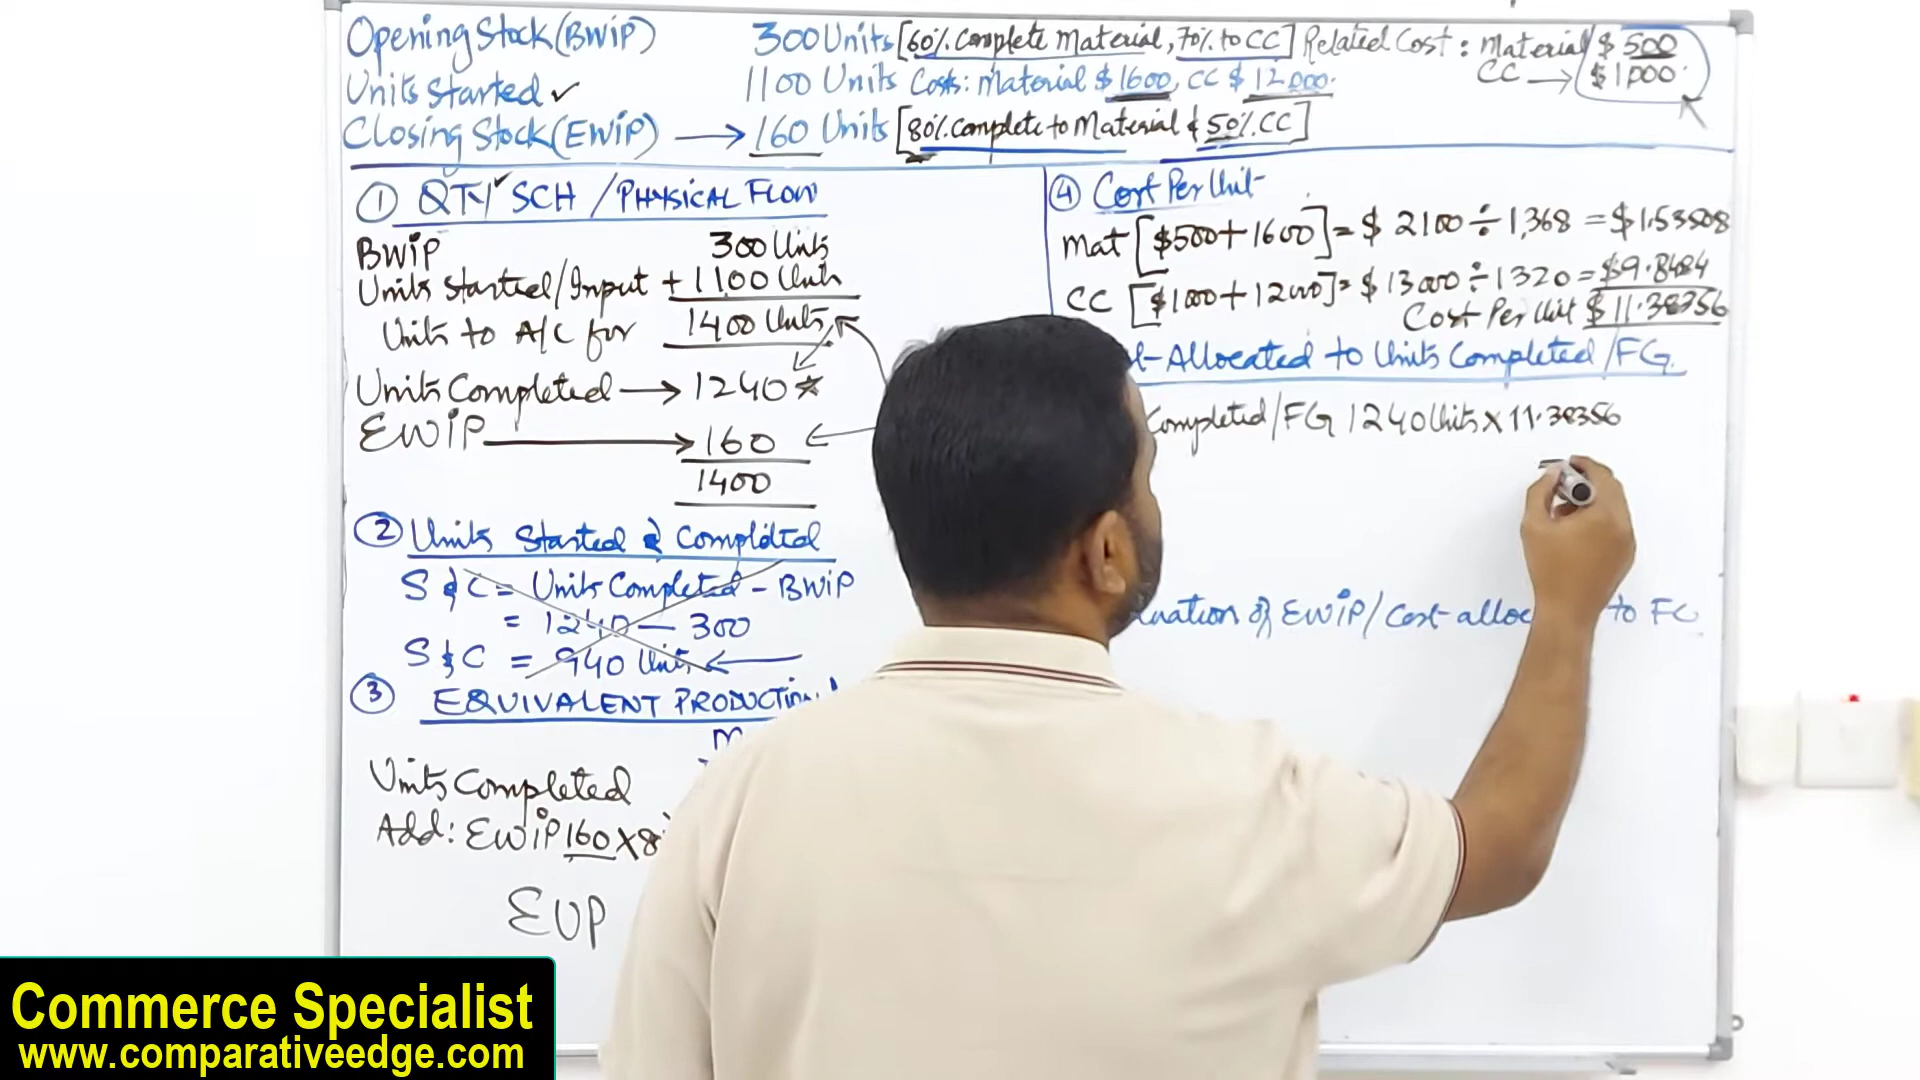 Opening Stock (BWIP) 300 Units [60% Complete Material, 70% to CC] Related Cost: Material $ 500
CC → $ 1000
Units Started ✓ 1100 Units Costs: Material $ 1600, CC $ 12,000.
Closing Stock (EWIP) → 160 Units [80% Complete to Material & 50% CC]
① QTY SCH / PHYSICAL FLOW
BWIP 300 Units
Units Started/Input + 1100 Units
Units to A/C for 1400 Units
Units Completed → 1240 *
EWIP → 160
1400
② Units Started & Completed
S & C = Units Completed - BWIP
= 1240 — 300
S & C = 940 Units ←
③ EQUIVALENT PRODUCTION
M
Units Completed
Add: EWIP 160 x 8
EUP
④ Cost Per Unit
Mat [$500+1600] = $ 2100 ÷ 1,368 = $1.53508
CC [$1000+12000] = $ 13000 ÷ 1320 = $9.8484
Cost Per Unit $ 11.38356
t-Allocated to Units Completed / FG.
Completed/FG 1240 Units x 11.38356
uation of EWIP / Cost alloc to FG
Commerce Specialist
www.comparativeedge.com